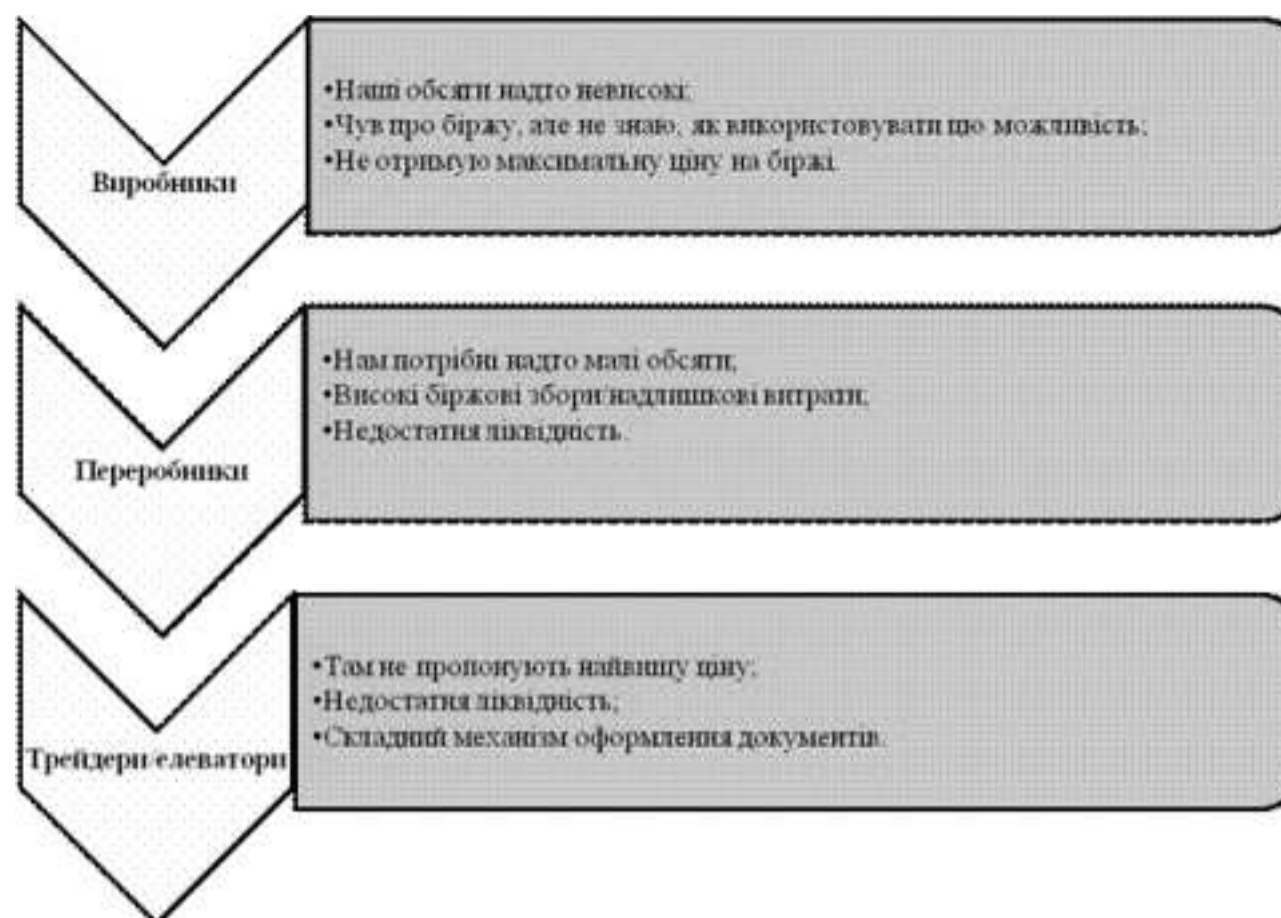 •Наші обсяги надто невисокі;
•Чув про біржу, але не знаю, як використовувати цю можливість;
•Не отримую максимальну ціну на біржі.
Виробники
•Нам потрібні надто малі обсяги;
•Високі біржові збори/надлишкові витрати;
•Недостатня ліквідність.
Переробники
•Там не пропонують найвищу ціну;
•Недостатня ліквідність;
•Складний механізм оформлення документів.
Трейдери/елеватори